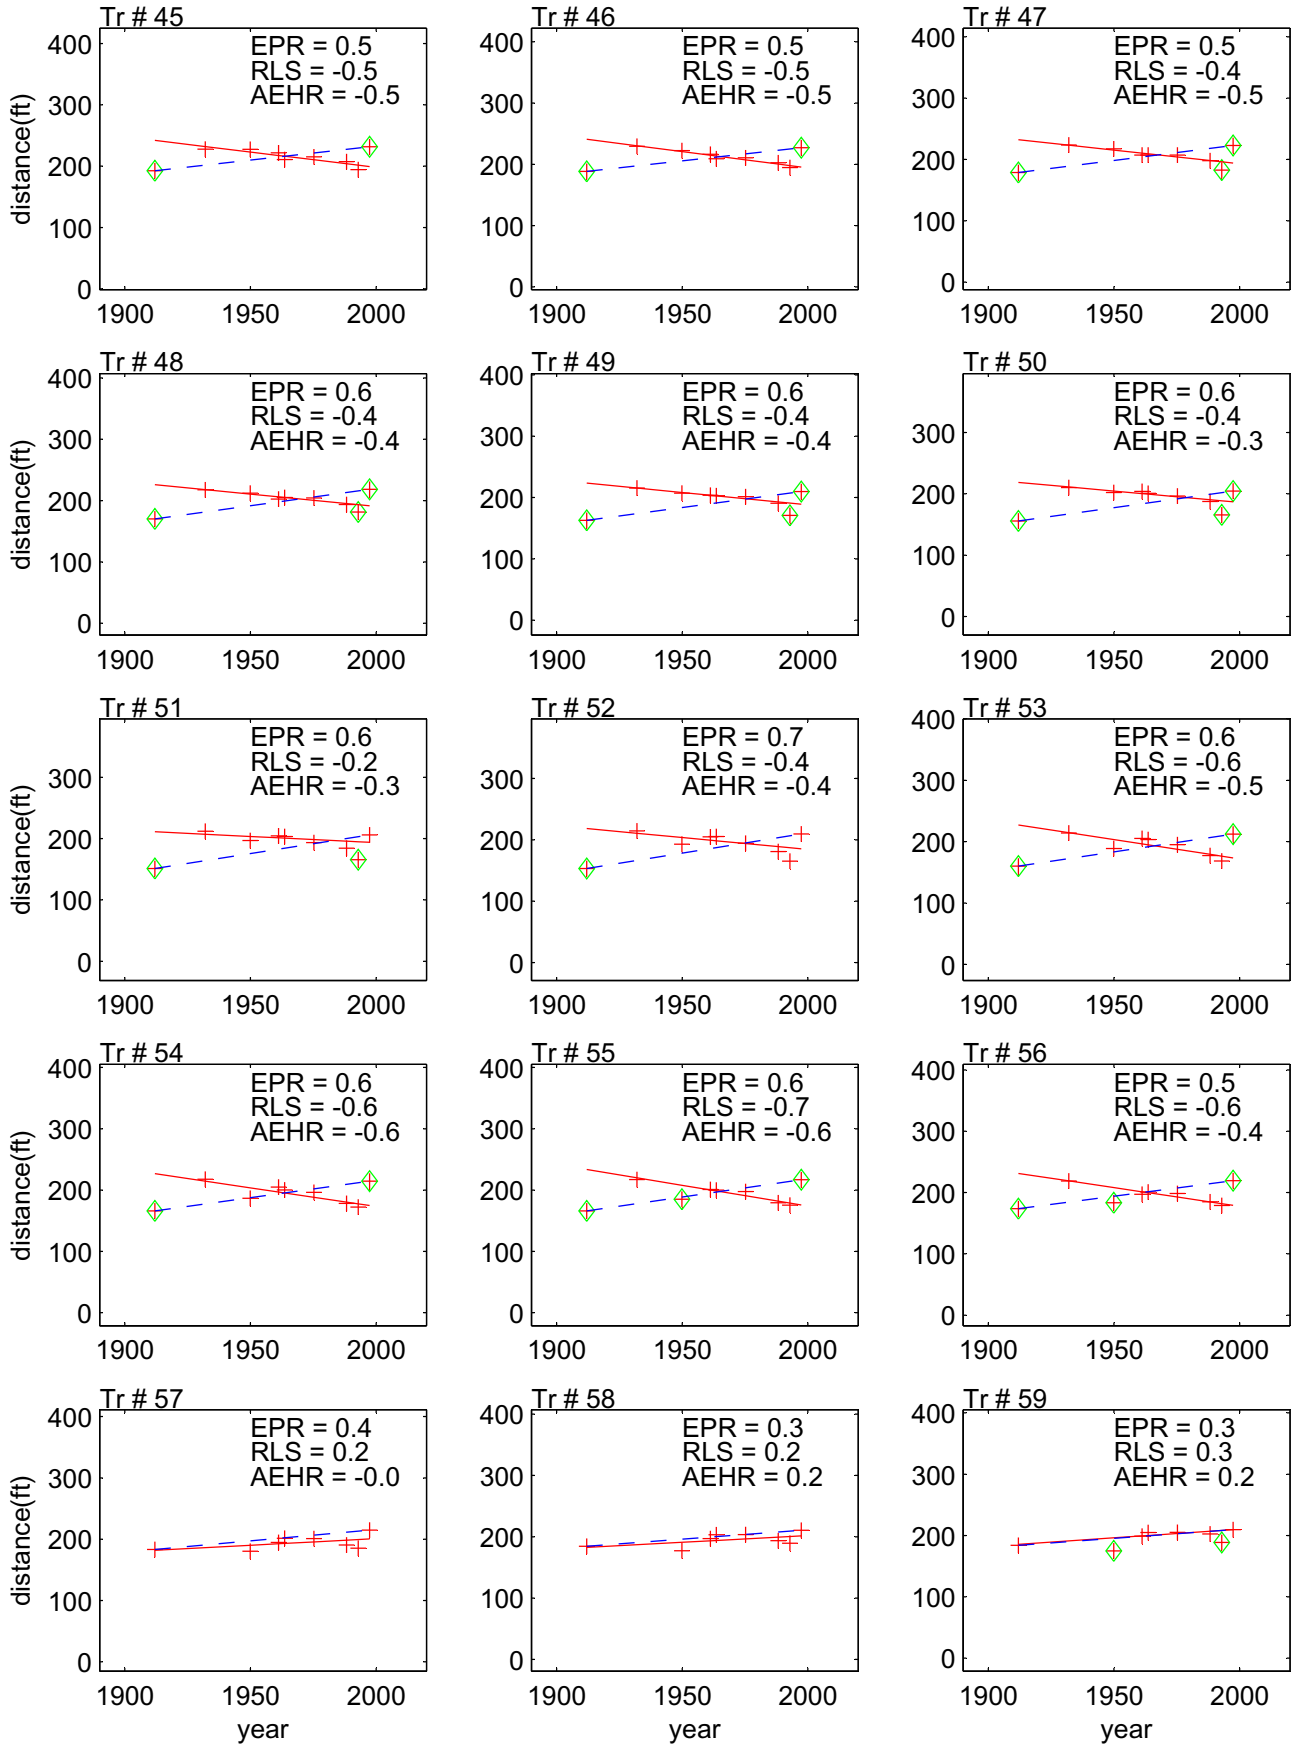 Tr # 45
EPR = 0.5
RLS = -0.5
AEHR = -0.5
400
300
200
100
0
distance(ft)
1900 1950 2000
Tr # 46
EPR = 0.5
RLS = -0.5
AEHR = -0.5
400
300
200
100
0
1900 1950 2000
Tr # 47
EPR = 0.5
RLS = -0.4
AEHR = -0.5
400
300
200
100
0
1900 1950 2000
Tr # 48
EPR = 0.6
RLS = -0.4
AEHR = -0.4
400
300
200
100
0
distance(ft)
1900 1950 2000
Tr # 49
EPR = 0.6
RLS = -0.4
AEHR = -0.4
400
300
200
100
0
1900 1950 2000
Tr # 50
EPR = 0.6
RLS = -0.4
AEHR = -0.3
300
200
100
0
1900 1950 2000
Tr # 51
EPR = 0.6
RLS = -0.2
AEHR = -0.3
300
200
100
0
distance(ft)
1900 1950 2000
Tr # 52
EPR = 0.7
RLS = -0.4
AEHR = -0.4
300
200
100
0
1900 1950 2000
Tr # 53
EPR = 0.6
RLS = -0.6
AEHR = -0.5
400
300
200
100
0
1900 1950 2000
Tr # 54
EPR = 0.6
RLS = -0.6
AEHR = -0.6
400
300
200
100
0
distance(ft)
1900 1950 2000
Tr # 55
EPR = 0.6
RLS = -0.7
AEHR = -0.6
400
300
200
100
0
1900 1950 2000
Tr # 56
EPR = 0.5
RLS = -0.6
AEHR = -0.4
400
300
200
100
0
1900 1950 2000
Tr # 57
EPR = 0.4
RLS = 0.2
AEHR = -0.0
400
300
200
100
0
distance(ft)
1900 1950 2000
year
Tr # 58
EPR = 0.3
RLS = 0.2
AEHR = 0.2
400
300
200
100
0
1900 1950 2000
year
Tr # 59
EPR = 0.3
RLS = 0.3
AEHR = 0.2
400
300
200
100
0
1900 1950 2000
year